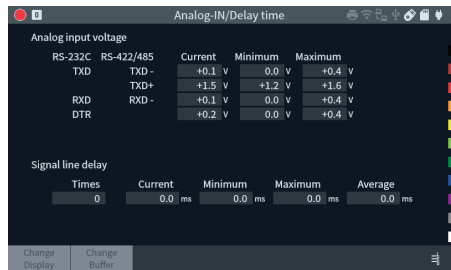 D Analog-IN/Delay time
Analog input voltage
RS-232C RS-422/485 Current Minimum Maximum
TXD TXD - +0.1 V 0.0 V +0.4 V
TXD+ +1.5 V +1.2 V +1.6 V
RXD RXD - +0.1 V 0.0 V +0.4 V
DTR +0.2 V 0.0 V +0.4 V
Signal line delay
Times Current Minimum Maximum Average
0 0.0 ms 0.0 ms 0.0 ms 0.0 ms
Change Display Change Buffer